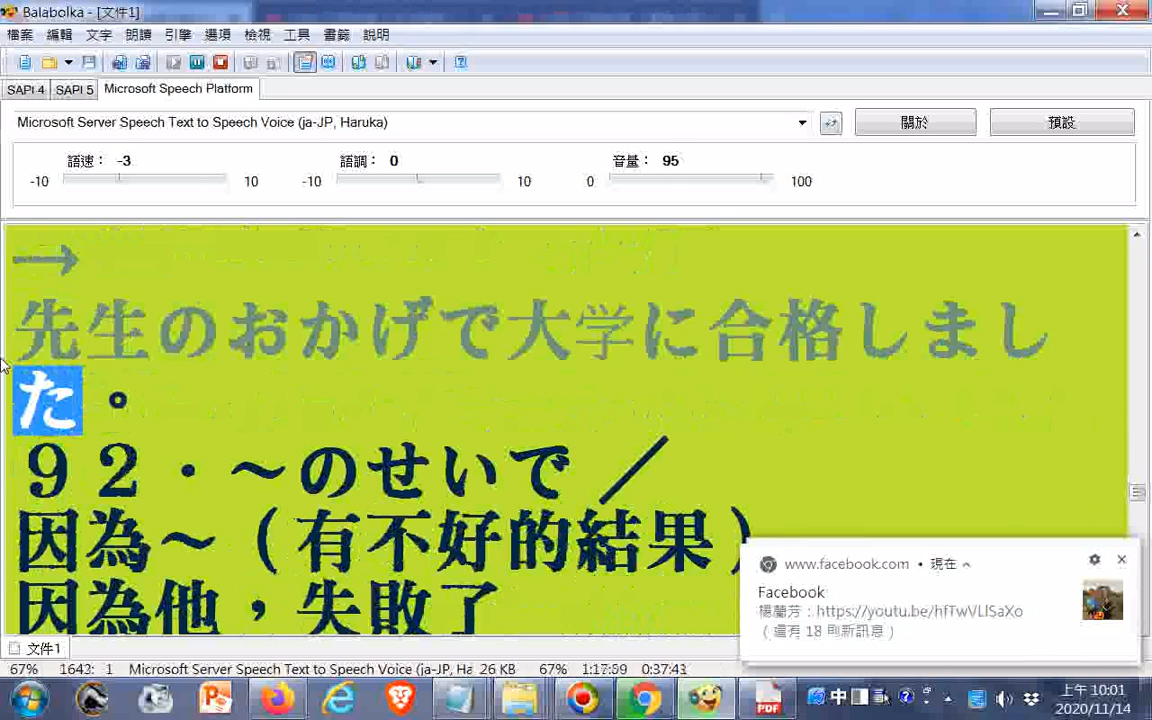 Balabolka - [文件1]
檔案 編輯 文字 朗讀 引擎 選項 檢視 工具 書籤 說明
SAPI 4 SAPI 5 Microsoft Speech Platform
Microsoft Server Speech Text to Speech Voice (ja-JP, Haruka) 關於 預設
語速： -3 語調： 0 音量： 95
-10 10 -10 10 0 100
→
先生のおかげで大学に合格しまし
た。
９２・～のせいで／
因為～（有不好的結果）
因為他，失敗了
www.facebook.com • 現在
Facebook
楊蘭芳：https://youtu.be/hfTwVLISaXo
（還有 18 則新訊息）
文件1
67% 1643: 1 Microsoft Server Speech Text to Speech Voice (ja-JP, Ha 26 KB 67% 1:17:59 0:37:43
中
PDF
上午 10:01
2020/11/14